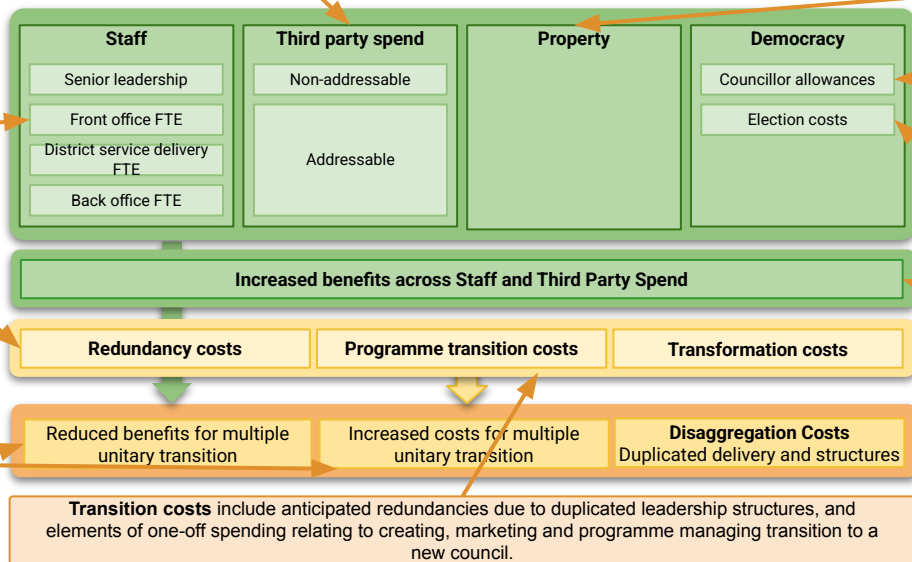 Staff
Third party spend
Property
Democracy
Senior leadership
Non-addressable
Councillor allowances
Front office FTE
Election costs
District service delivery
FTE
Addressable
Back office FTE
Increased benefits across Staff and Third Party Spend
Redundancy costs
Programme transition costs
Transformation costs
Reduced benefits for multiple
unitary transition
Increased costs for multiple
unitary transition
Disaggregation Costs
Duplicated delivery and structures
Transition costs include anticipated redundancies due to duplicated leadership structures, and
elements of one-off spending relating to creating, marketing and programme managing transition to a
new council.